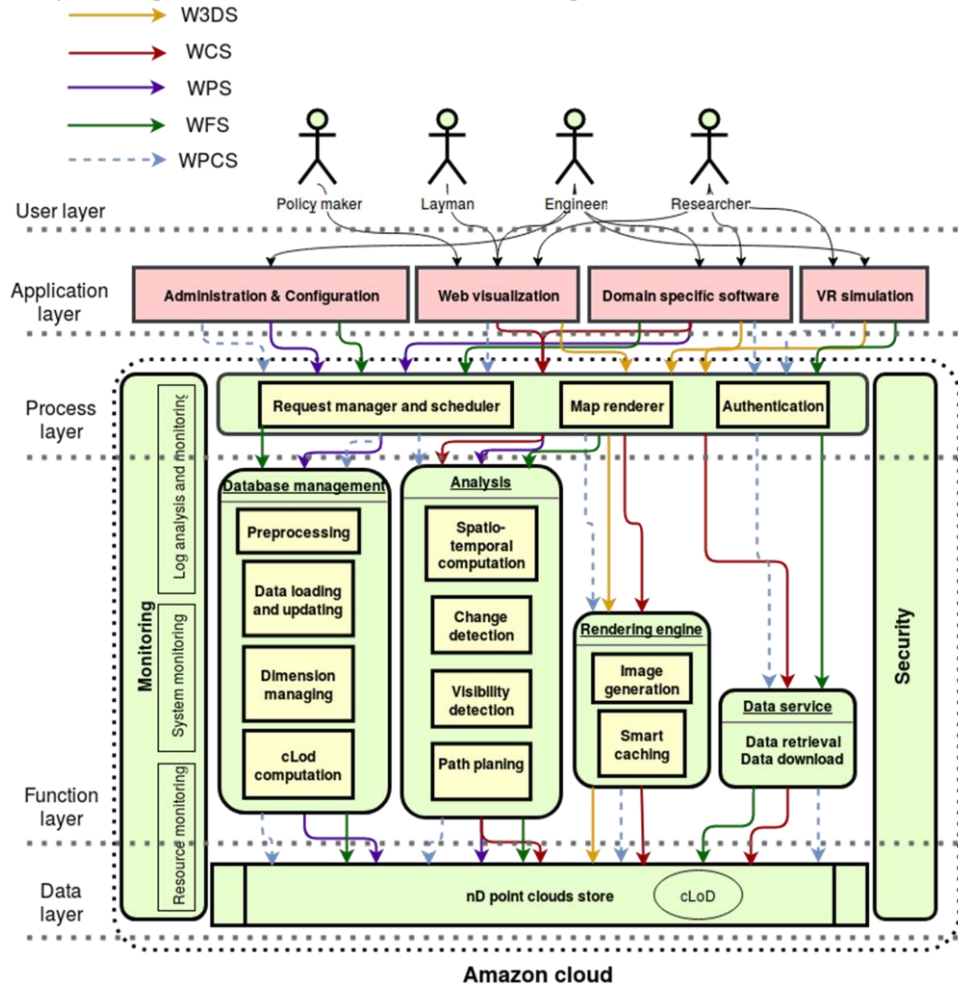 W3DS
WCS
WPS
WFS
WPCS
Policy maker
Layman
Engineer
Researcher
User layer
Application
layer
Administration & Configuration
Web visualization
Domain specific software
VR simulation
Process
layer
Request manager and scheduler
Map renderer
Authentication
Monitoring
Log analysis and monitoring
System monitoring
Resource monitoring
Security
Database management
Preprocessing
Data loading
and updating
Dimension
managing
cLod
computation
Analysis
Spatio-
temporal
computation
Change
detection
Visibility
detection
Path planing
Rendering engine
Image
generation
Smart
caching
Data service
Data retrieval
Data download
Function
layer
Data
layer
nD point clouds store
cLoD
Amazon cloud